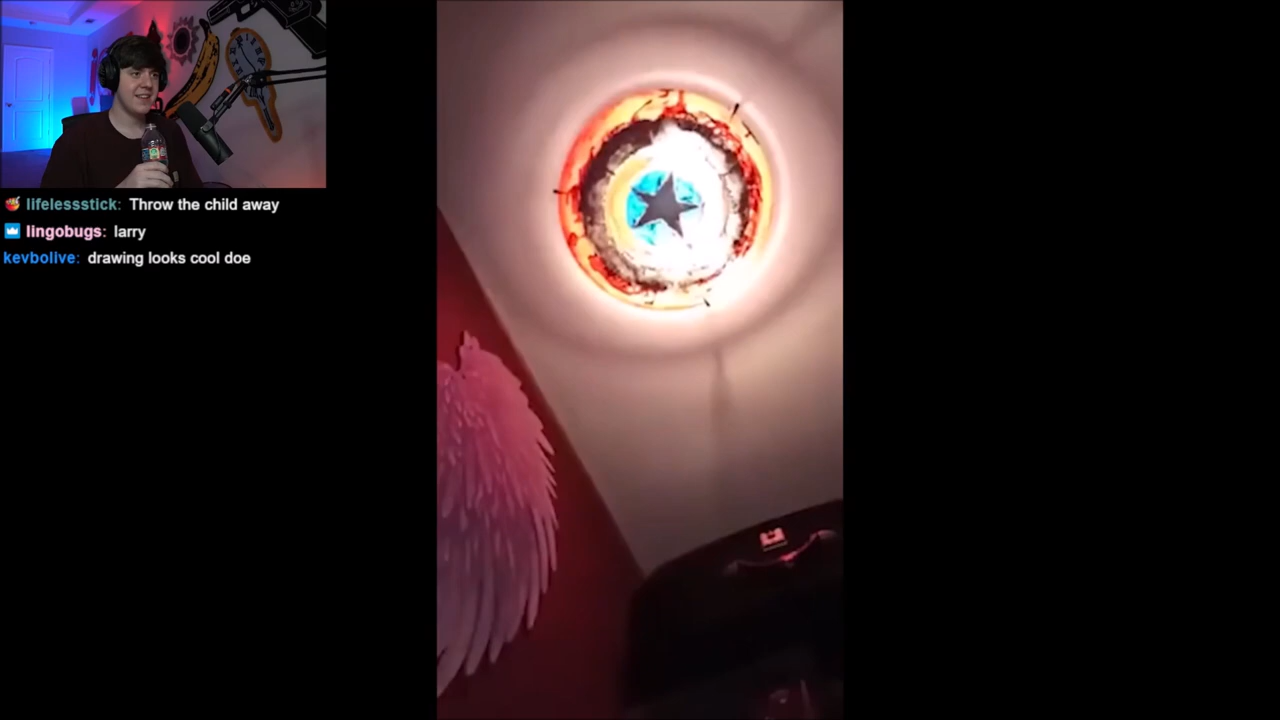 lifelessstick: Throw the child away
lingobugs: larry
kevbolive: drawing looks cool doe